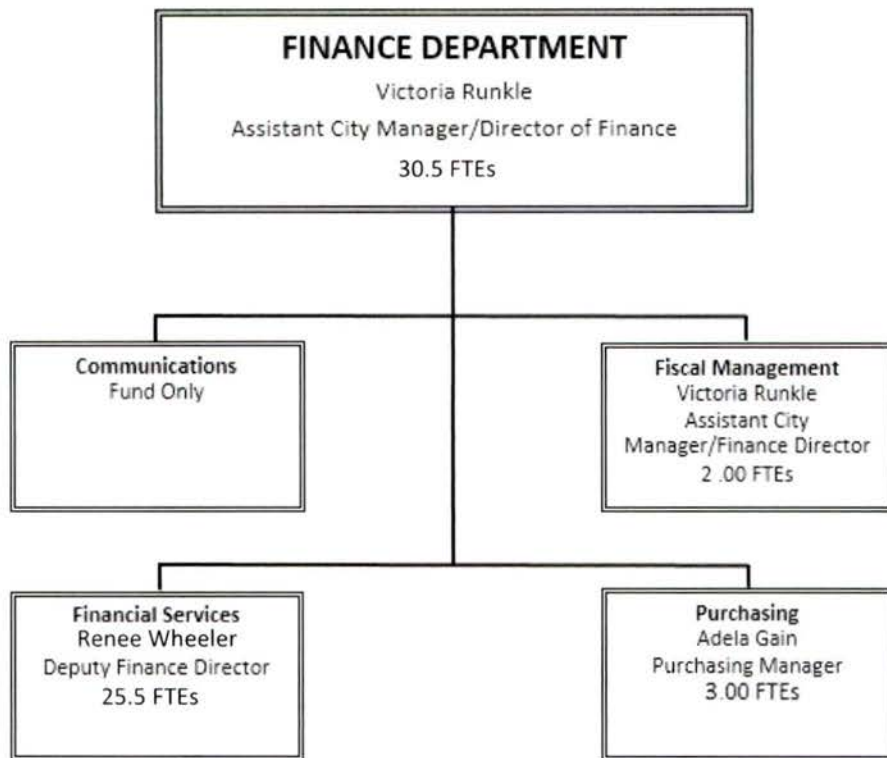 FINANCE DEPARTMENT
Victoria Runkle
Assistant City Manager/Director of Finance
30.5 FTEs
Communications
Fund Only
Fiscal Management
Victoria Runkle
Assistant City
Manager/Finance Director
2 .00 FTEs
Financial Services
Renee Wheeler
Deputy Finance Director
25.5 FTEs
Purchasing
Adela Gain
Purchasing Manager
3.00 FTEs